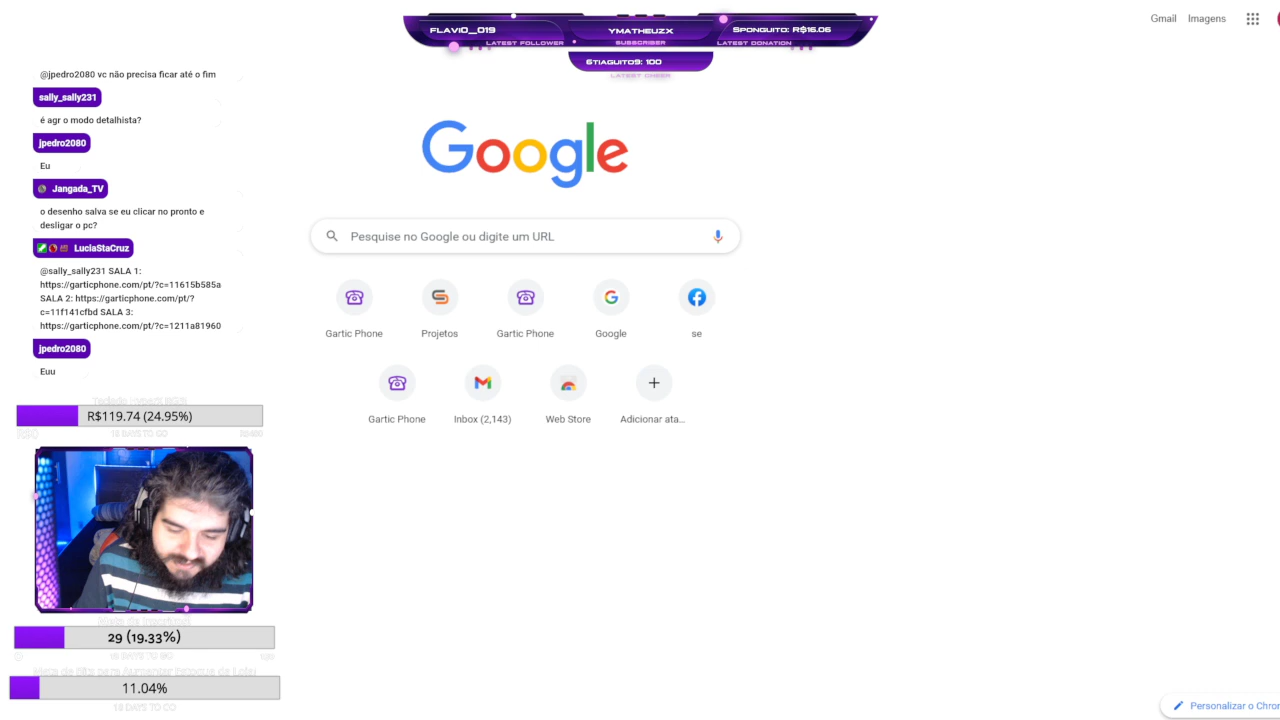 FLAVIO_019
LATEST FOLLOWER
YMATHEUZX
SUBSCRIBER
SPONGUITO: R$16.06
LATEST DONATION
6TIAGUITO9: 100
LATEST CHEER
Gmail
Imagens
@jpedro2080 vc não precisa ficar até o fim
sally_sally231
é agr o modo detalhista?
jpedro2080
Eu
Jangada_TV
o desenho salva se eu clicar no pronto e
desligar o pc?
LuciaStaCruz
@sally_sally231 SALA 1:
https://garticphone.com/pt/?c=11615b585a
SALA 2: https://garticphone.com/pt/?
c=11f141cfbd SALA 3:
https://garticphone.com/pt/?c=1211a81960
jpedro2080
Euu
Google
Pesquise no Google ou digite um URL
Gartic Phone
Projetos
Gartic Phone
Google
se
Gartic Phone
Inbox (2,143)
Web Store
Adicionar ata...
R$119.74 (24.95%)
R$0
18 DAYS TO GO
29 (19.33%)
0
18 DAYS TO GO
11.04%
18 DAYS TO GO
Personalizar o Chror